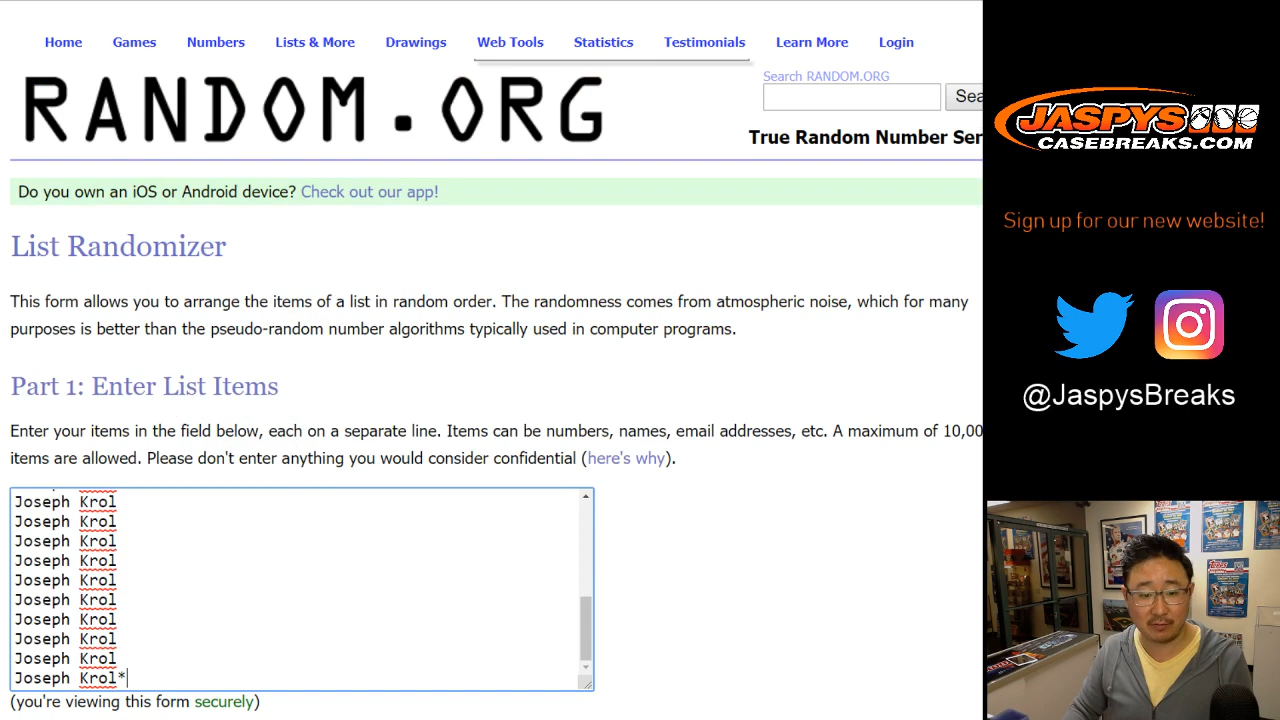 Home Games Numbers Lists & More Drawings Web Tools Statistics Testimonials Learn More Login
RANDOM.ORG
Search RANDOM.ORG
Sea
True Random Number Ser
JASPYS
CASEBREAKS.COM
Do you own an iOS or Android device? Check out our app!
Sign up for our new website!
List Randomizer
This form allows you to arrange the items of a list in random order. The randomness comes from atmospheric noise, which for many
purposes is better than the pseudo-random number algorithms typically used in computer programs.
@JaspysBreaks
Part 1: Enter List Items
Enter your items in the field below, each on a separate line. Items can be numbers, names, email addresses, etc. A maximum of 10,00
items are allowed. Please don't enter anything you would consider confidential (here's why).
Joseph Krol
Joseph Krol
Joseph Krol
Joseph Krol
Joseph Krol
Joseph Krol
Joseph Krol
Joseph Krol
Joseph Krol
Joseph Krol*
(you're viewing this form securely)
Topps